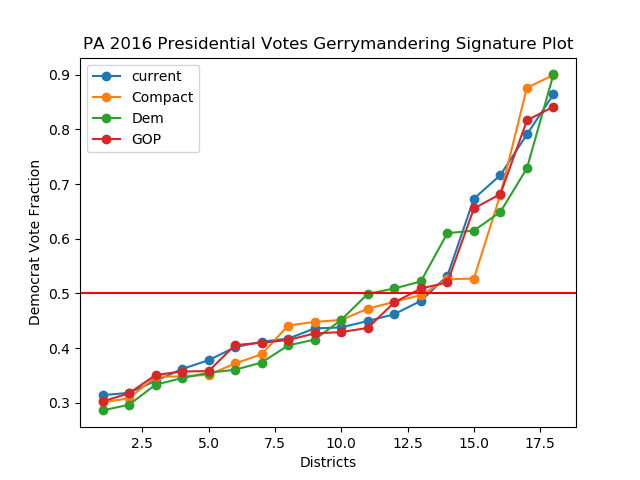 PA 2016 Presidential Votes Gerrymandering Signature Plot
current
Compact
Dem
GOP
Democrat Vote Fraction
0.9
0.8
0.7
0.6
0.5
0.4
0.3
2.5 5.0 7.5 10.0 12.5 15.0 17.5
Districts